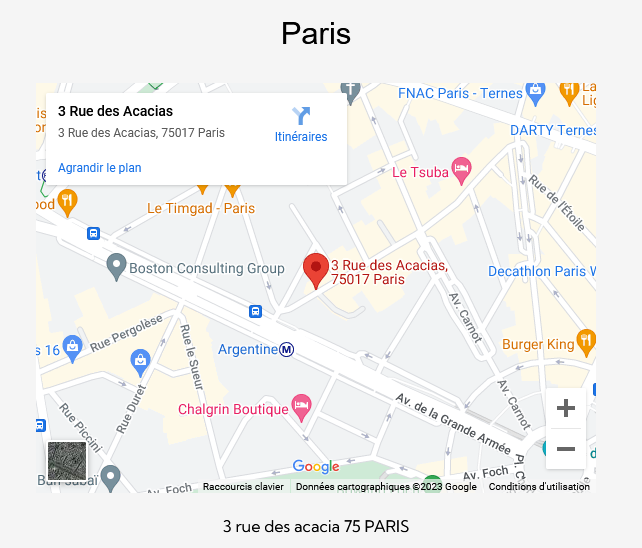 Paris
3 Rue des Acacias
3 Rue des Acacias, 75017 Paris
Itinéraires
Agrandir le plan
FNAC Paris - Ternes
DARTY Ternes
Le Tsuba
Rue de l'Étoile
Le Timgad - Paris
Boston Consulting Group
3 Rue des Acacias,
75017 Paris
Decathlon Paris W
Av. Carnot
Rue Pergolèse
Argentine
M
Burger King
s 16
Rue le Sueur
Rue Duret
Chalgrin Boutique
Av. de la Grande Armée
Av. Carnot
Rue Piccini
Google
Av. Foch
Av. Foch
Pl. C
Raccourcis clavier
Données cartographiques ©2023 Google
Conditions d'utilisation
3 rue des acacia 75 PARIS